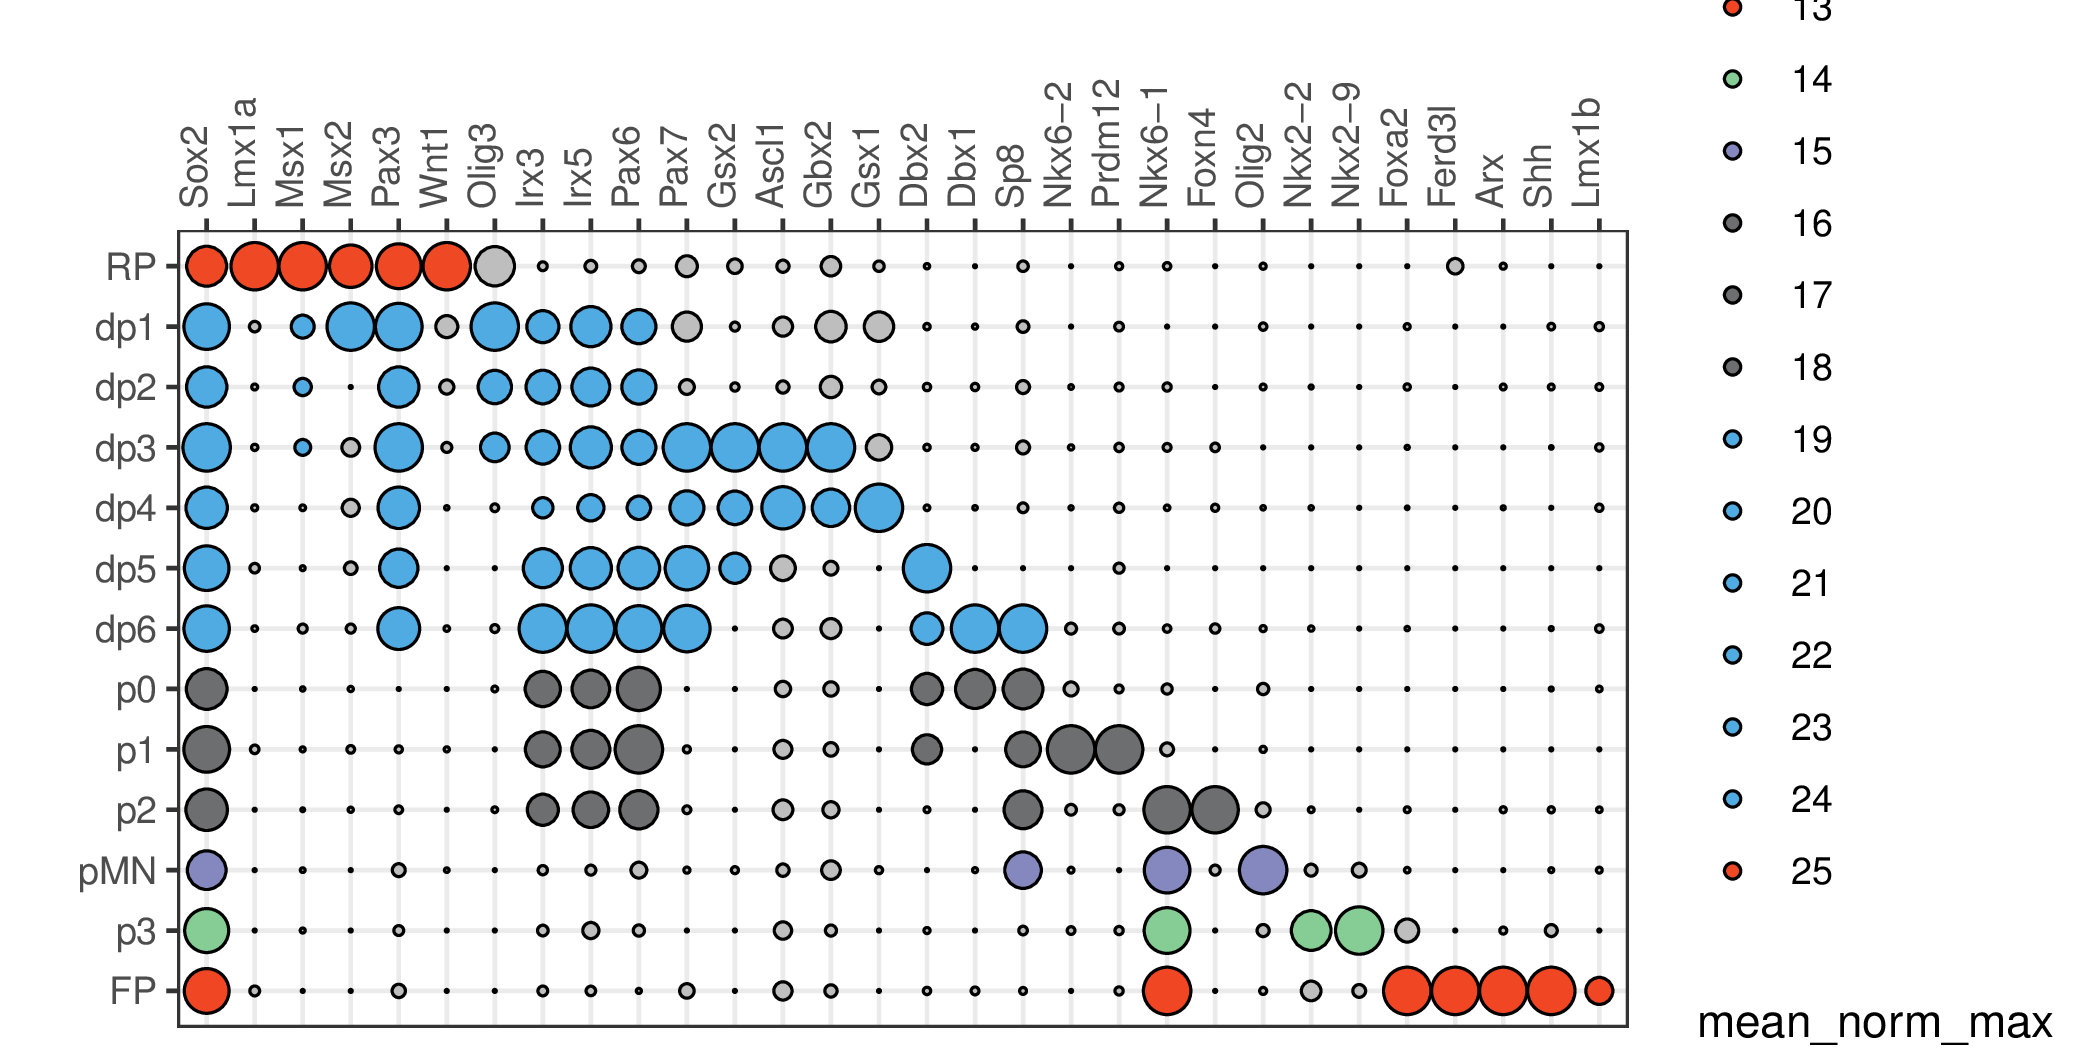 Sox2 Lmx1a Msx1 Msx2 Pax3 Wnt1 Olig3 Irx3 Irx5 Pax6 Pax7 Gsx2 Ascl1 Gbx2 Gsx1 Dbx2 Dbx1 Sp8 Nkx6−2 Prdm12 Nkx6−1 Foxn4 Olig2 Nkx2−2 Nkx2−9 Foxa2 Ferd3l Arx Shh Lmx1b
RP
dp1
dp2
dp3
dp4
dp5
dp6
p0
p1
p2
pMN
p3
FP
13
14
15
16
17
18
19
20
21
22
23
24
25
mean_norm_max